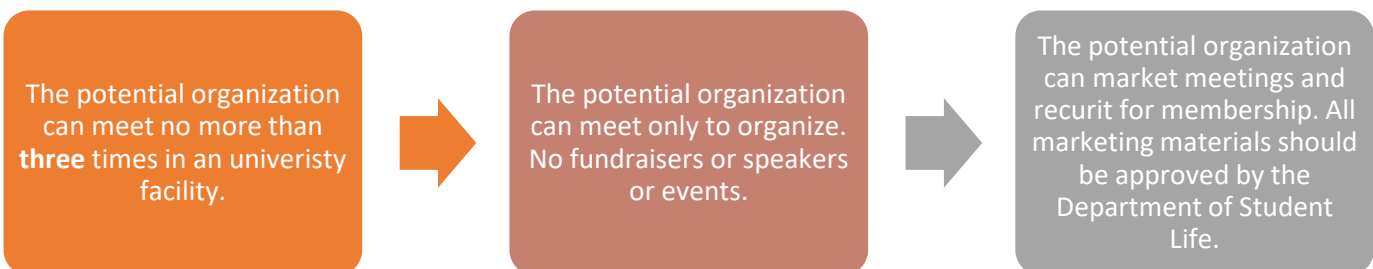 The potential organization
can meet no more than
three times in an univeristy
facility.
The potential organization
can meet only to organize.
No fundraisers or speakers
or events.
The potential organization
can market meetings and
recurit for membership. All
marketing materials should
be approved by the
Department of Student
Life.